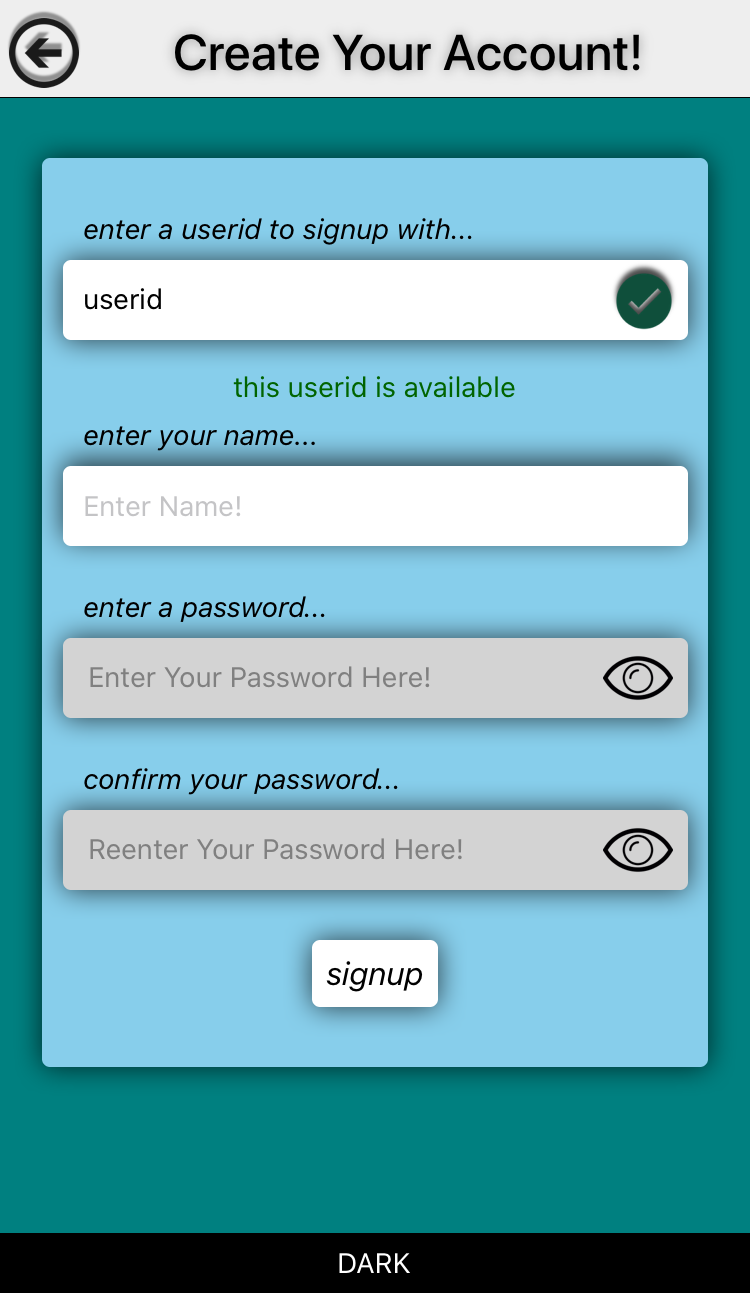 Create Your Account!
enter a userid to signup with...
userid
this userid is available
enter your name...
Enter Name!
enter a password...
Enter Your Password Here!
confirm your password...
Reenter Your Password Here!
signup
DARK